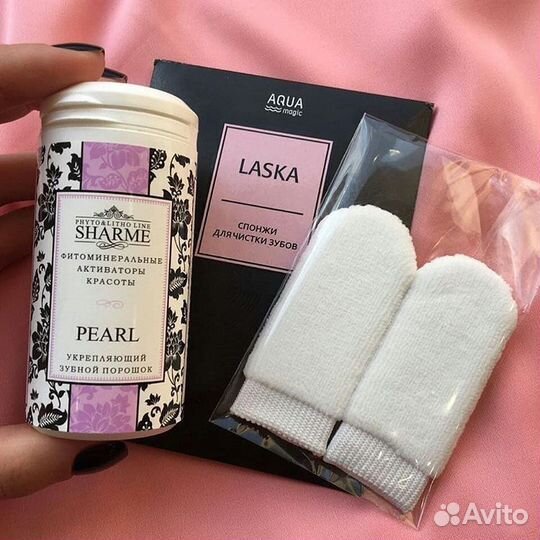 PHYTO&LITHO LINE
SHARME
ФИТОМИНЕРАЛЬНЫЕ
АКТИВАТОРЫ
КРАСОТЫ
PEARL
УКРЕПЛЯЮЩИЙ
ЗУБНОЙ ПОРОШОК
AQUA
magic
LASKA
СПОНЖИ
ДЛЯ ЧИСТКИ ЗУБОВ
Avito